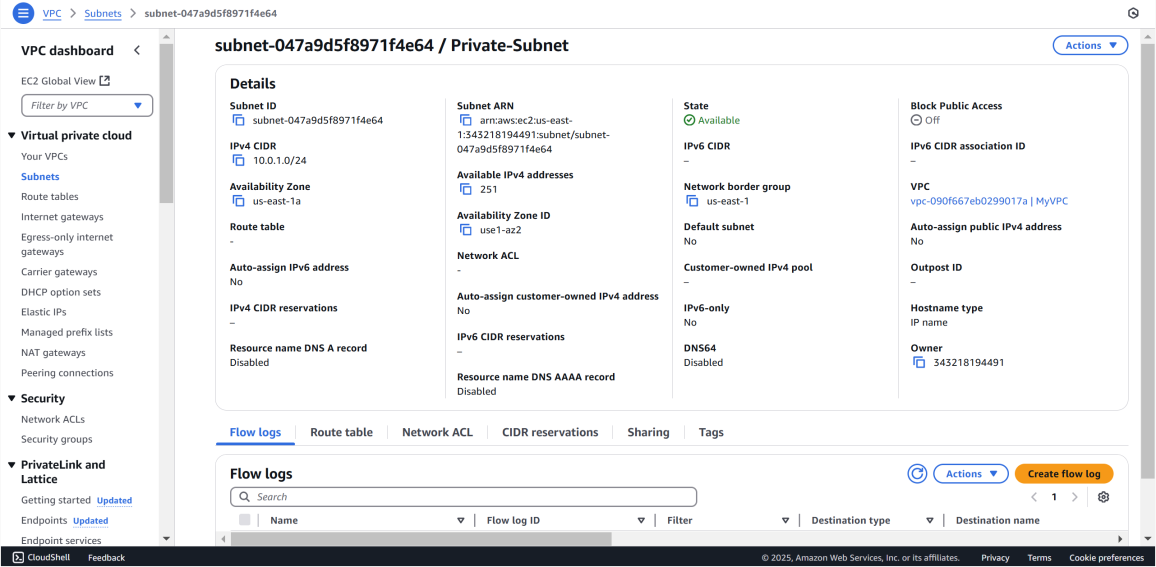 VPC > Subnets > subnet-047a9d5f8971f4e64
VPC dashboard
EC2 Global View
Filter by VPC
Virtual private cloud
Your VPCs
Subnets
Route tables
Internet gateways
Egress-only internet
gateways
Carrier gateways
DHCP option sets
Elastic IPs
Managed prefix lists
NAT gateways
Peering connections
Security
Network ACLs
Security groups
PrivateLink and
Lattice
Getting started Updated
Endpoints Updated
Endpoint services
subnet-047a9d5f8971f4e64 / Private-Subnet
Actions
Details
Subnet ID
subnet-047a9d5f8971f4e64
IPv4 CIDR
10.0.1.0/24
Availability Zone
us-east-1a
Route table
-
Auto-assign IPv6 address
No
IPv4 CIDR reservations
–
Resource name DNS A record
Disabled
Subnet ARN
arn:aws:ec2:us-east-
1:343218194491:subnet/subnet-
047a9d5f8971f4e64
Available IPv4 addresses
251
Availability Zone ID
use1-az2
Network ACL
-
Auto-assign customer-owned IPv4 address
No
IPv6 CIDR reservations
–
Resource name DNS AAAA record
Disabled
State
Available
IPv6 CIDR
–
Network border group
us-east-1
Default subnet
No
Customer-owned IPv4 pool
–
IPv6-only
No
DNS64
Disabled
Block Public Access
Off
IPv6 CIDR association ID
–
VPC
vpc-090f667eb0299017a | MyVPC
Auto-assign public IPv4 address
No
Outpost ID
–
Hostname type
IP name
Owner
343218194491
Flow logs Route table Network ACL CIDR reservations Sharing Tags
Flow logs
Actions
Create flow log
Search
1
Name Flow log ID Filter Destination type Destination name
CloudShell Feedback © 2025, Amazon Web Services, Inc. or its affiliates. Privacy Terms Cookie preferences